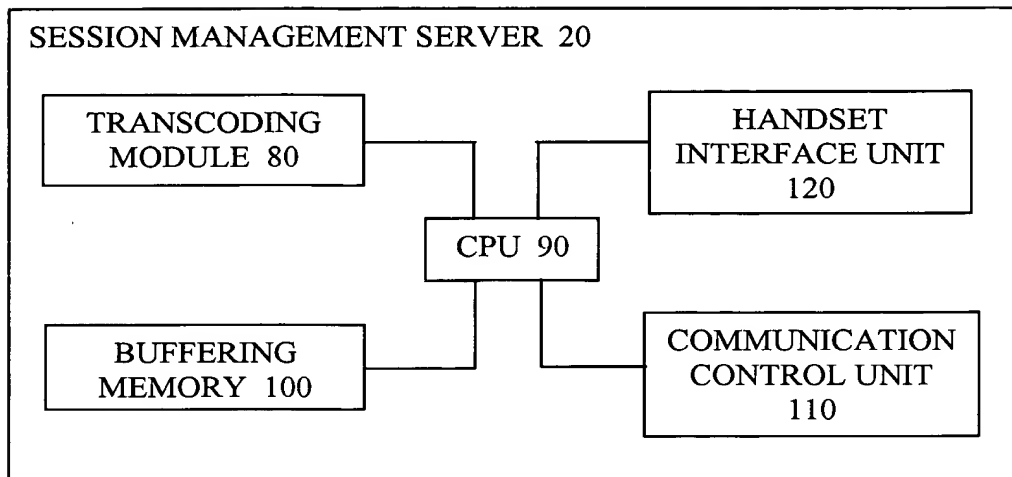 SESSION MANAGEMENT SERVER 20
TRANSCODING
MODULE 80
HANDSET
INTERFACE UNIT
120
CPU 90
BUFFERING
MEMORY 100
COMMUNICATION
CONTROL UNIT
110